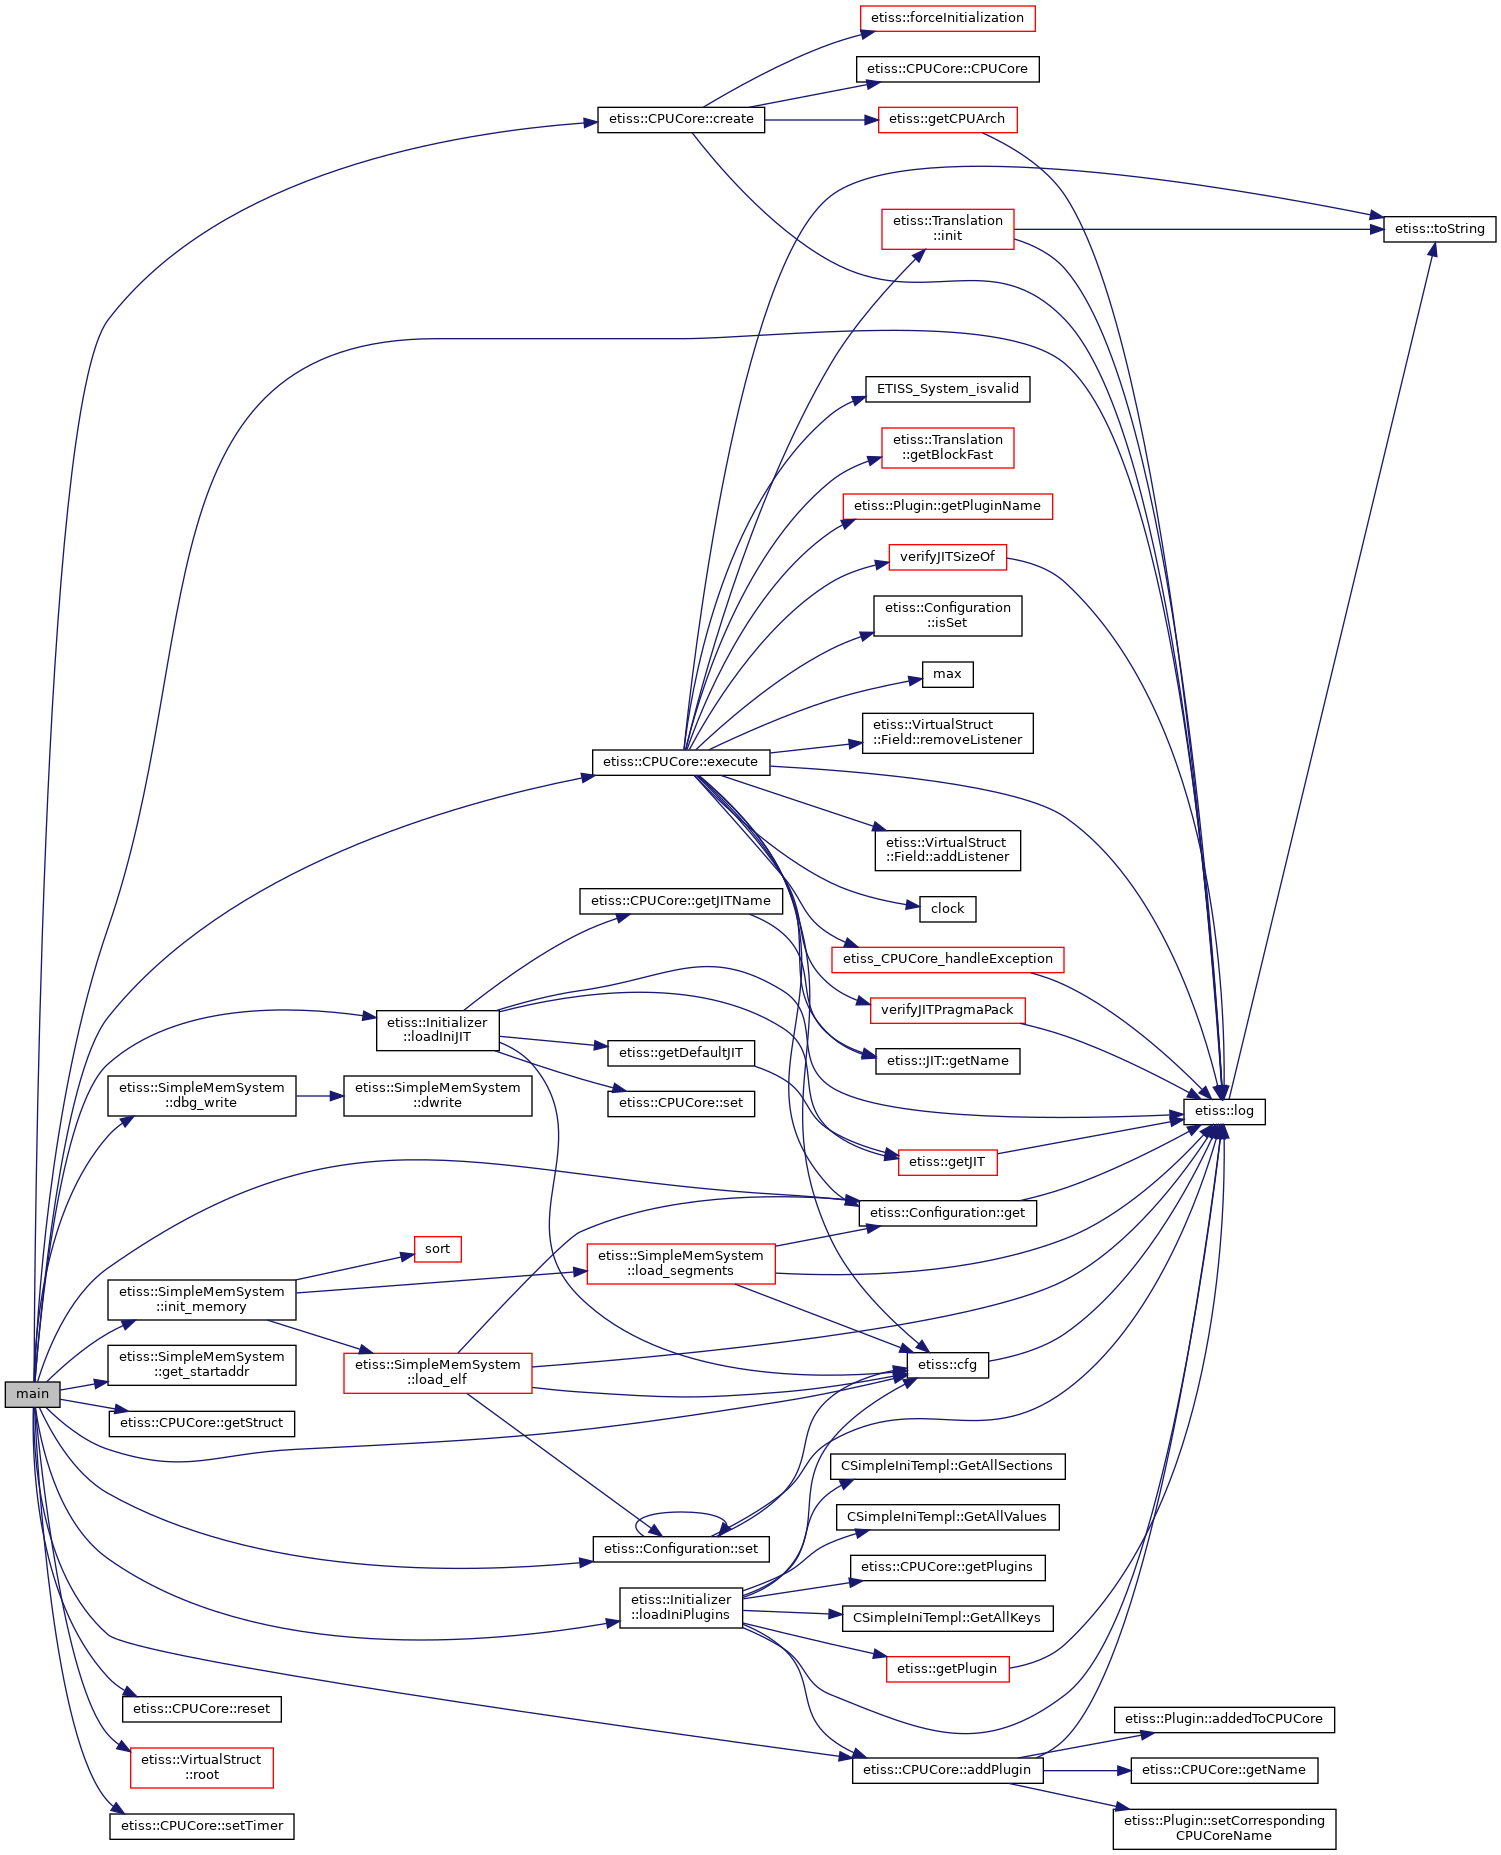 etiss::forceInitialization
etiss::CPUCore::CPUCore
etiss::CPUCore::create
etiss::getCPUArch
etiss::Translation
::init
etiss::toString
ETISS_System_isvalid
etiss::Translation
::getBlockFast
etiss::Plugin::getPluginName
verifyJITSizeOf
etiss::Configuration
::isSet
max
etiss::VirtualStruct
::Field::removeListener
etiss::CPUCore::execute
etiss::VirtualStruct
::Field::addListener
etiss::CPUCore::getJITName
clock
etiss_CPUCore_handleException
verifyJITPragmaPack
etiss::Initializer
::loadIniJIT
etiss::getDefaultJIT
etiss::JIT::getName
etiss::SimpleMemSystem
::dbg_write
etiss::SimpleMemSystem
::dwrite
etiss::CPUCore::set
etiss::log
etiss::getJIT
etiss::Configuration::get
sort
etiss::SimpleMemSystem
::load_segments
etiss::SimpleMemSystem
::init_memory
etiss::SimpleMemSystem
::get_startaddr
etiss::SimpleMemSystem
::load_elf
etiss::cfg
main
etiss::CPUCore::getStruct
CSimpleIniTempl::GetAllSections
CSimpleIniTempl::GetAllValues
etiss::Configuration::set
etiss::CPUCore::getPlugins
etiss::Initializer
::loadIniPlugins
CSimpleIniTempl::GetAllKeys
etiss::getPlugin
etiss::CPUCore::reset
etiss::Plugin::addedToCPUCore
etiss::VirtualStruct
::root
etiss::CPUCore::addPlugin
etiss::CPUCore::getName
etiss::CPUCore::setTimer
etiss::Plugin::setCorresponding
CPUCoreName